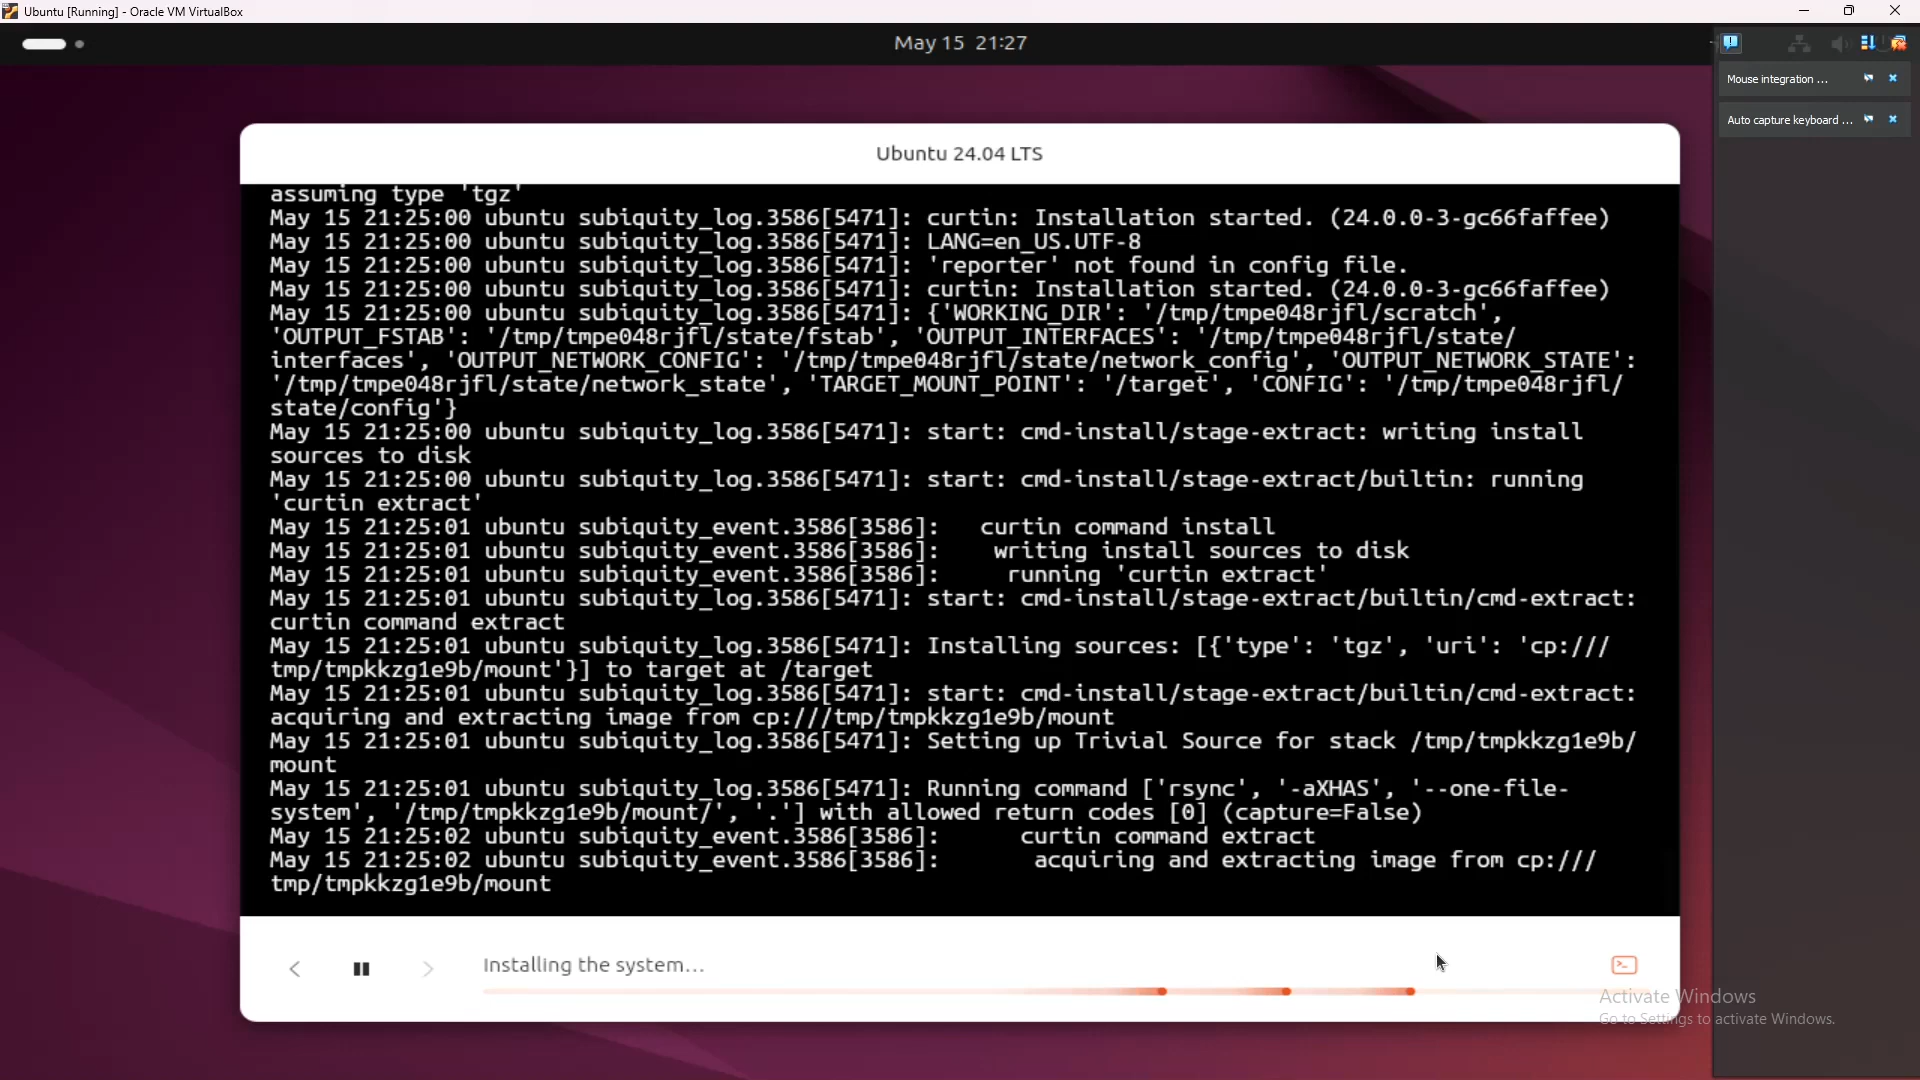 Ubuntu [Running] - Oracle VM VirtualBox
May 15 21:27
Mouse integration ...
Auto capture keyboard ...
Ubuntu 24.04 LTS
assuming type 'tgz'
May 15 21:25:00 ubuntu subiquity_log.3586[5471]: curtin: Installation started. (24.0.0-3-gc66faffee)
May 15 21:25:00 ubuntu subiquity_log.3586[5471]: LANG=en_US.UTF-8
May 15 21:25:00 ubuntu subiquity_log.3586[5471]: 'reporter' not found in config file.
May 15 21:25:00 ubuntu subiquity_log.3586[5471]: curtin: Installation started. (24.0.0-3-gc66faffee)
May 15 21:25:00 ubuntu subiquity_log.3586[5471]: {'WORKING_DIR': '/tmp/tmpe048rjfl/scratch',
'OUTPUT_FSTAB': '/tmp/tmpe048rjfl/state/fstab', 'OUTPUT_INTERFACES': '/tmp/tmpe048rjfl/state/
interfaces', 'OUTPUT_NETWORK_CONFIG': '/tmp/tmpe048rjfl/state/network_config', 'OUTPUT_NETWORK_STATE':
'/tmp/tmpe048rjfl/state/network_state', 'TARGET_MOUNT_POINT': '/target', 'CONFIG': '/tmp/tmpe048rjfl/
state/config'}
May 15 21:25:00 ubuntu subiquity_log.3586[5471]: start: cmd-install/stage-extract: writing install
sources to disk
May 15 21:25:00 ubuntu subiquity_log.3586[5471]: start: cmd-install/stage-extract/builtin: running
'curtin extract'
May 15 21:25:01 ubuntu subiquity_event.3586[3586]:   curtin command install
May 15 21:25:01 ubuntu subiquity_event.3586[3586]:    writing install sources to disk
May 15 21:25:01 ubuntu subiquity_event.3586[3586]:     running 'curtin extract'
May 15 21:25:01 ubuntu subiquity_log.3586[5471]: start: cmd-install/stage-extract/builtin/cmd-extract:
curtin command extract
May 15 21:25:01 ubuntu subiquity_log.3586[5471]: Installing sources: [{'type': 'tgz', 'uri': 'cp:///
tmp/tmpkkzg1e9b/mount'}] to target at /target
May 15 21:25:01 ubuntu subiquity_log.3586[5471]: start: cmd-install/stage-extract/builtin/cmd-extract:
acquiring and extracting image from cp:///tmp/tmpkkzg1e9b/mount
May 15 21:25:01 ubuntu subiquity_log.3586[5471]: Setting up Trivial Source for stack /tmp/tmpkkzg1e9b/
mount
May 15 21:25:01 ubuntu subiquity_log.3586[5471]: Running command ['rsync', '-aXHAS', '--one-file-
system', '/tmp/tmpkkzg1e9b/mount/', '.'] with allowed return codes [0] (capture=False)
May 15 21:25:02 ubuntu subiquity_event.3586[3586]:      curtin command extract
May 15 21:25:02 ubuntu subiquity_event.3586[3586]:       acquiring and extracting image from cp:///
tmp/tmpkkzg1e9b/mount
Installing the system...
Activate Windows
Go to Settings to activate Windows.